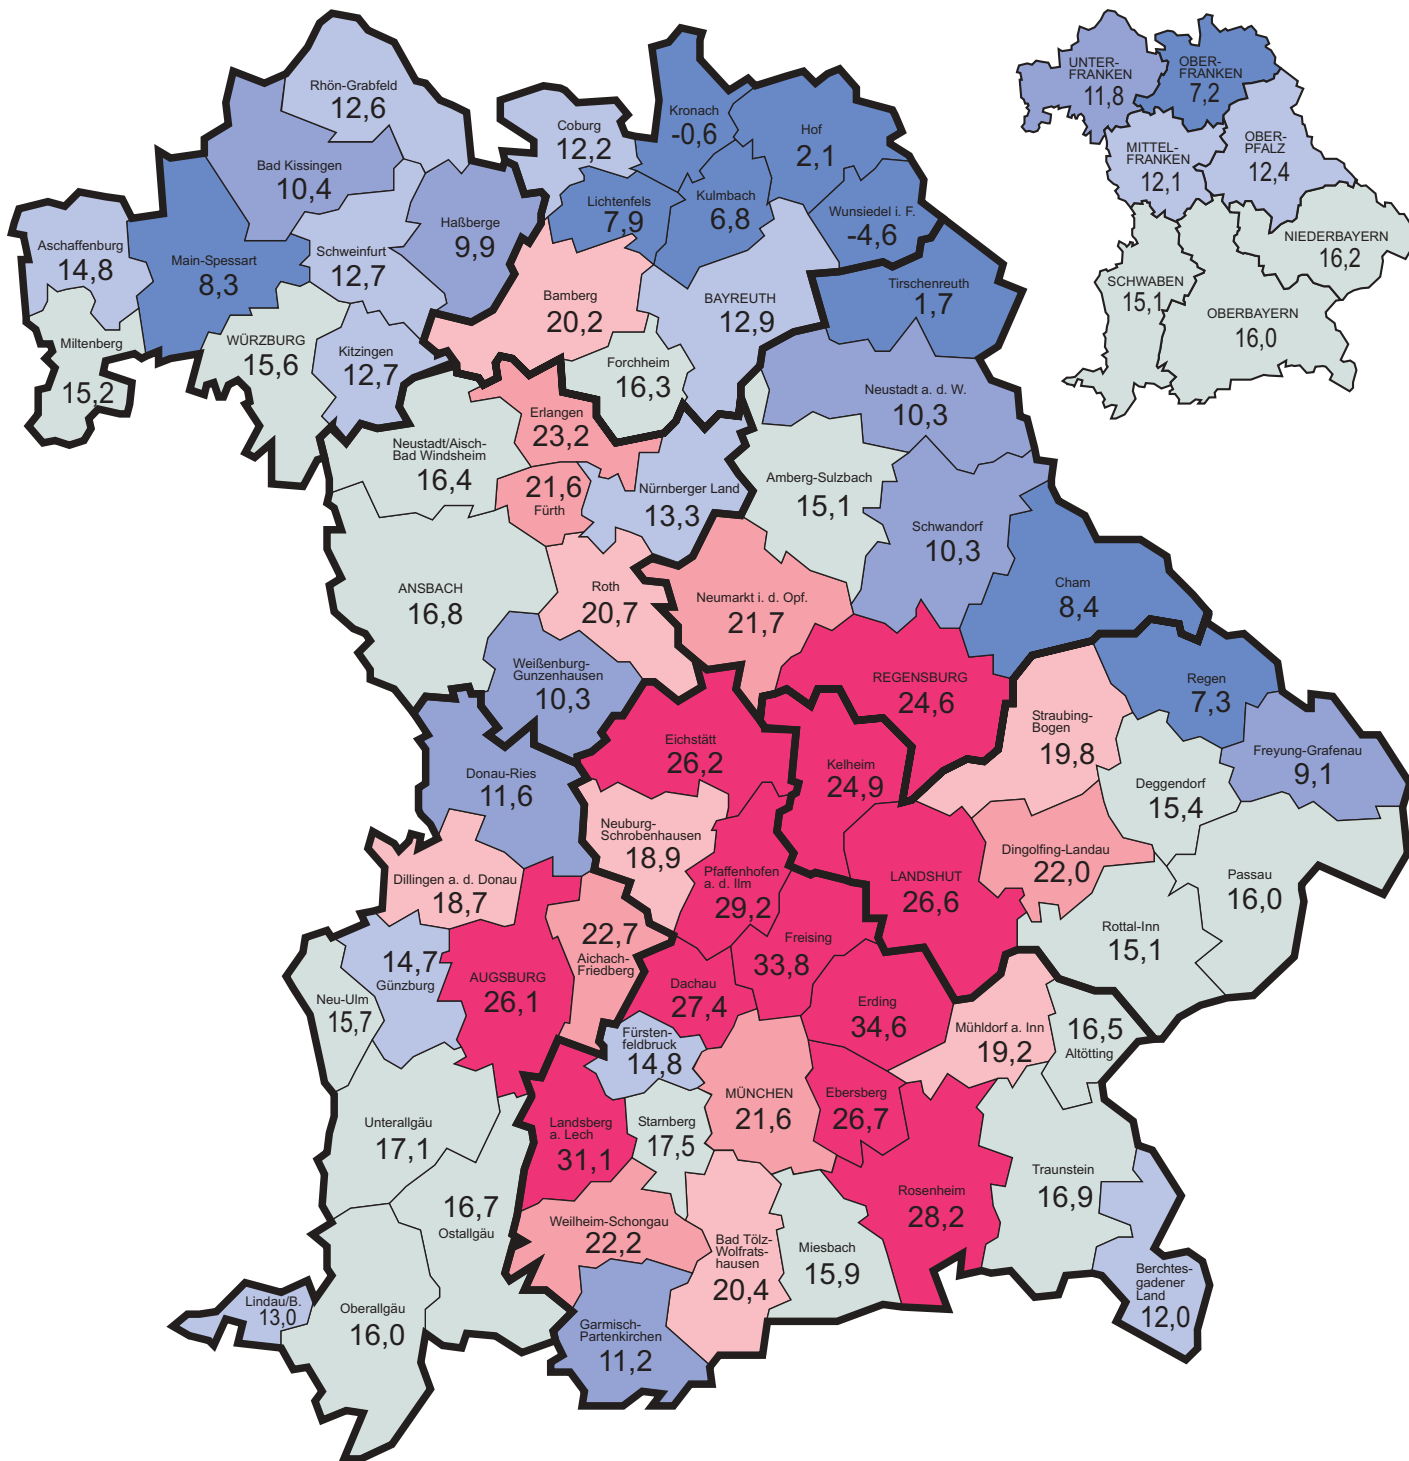 Rhön-Grabfeld
12,6
Bad Kissingen
10,4
Coburg
12,2
Kronach
-0,6
Hof
2,1
Lichtenfels
7,9
Kulmbach
6,8
Wunsiedel i. F.
-4,6
Haßberge
9,9
Aschaffenburg
14,8
Main-Spessart
8,3
Schweinfurt
12,7
Bamberg
20,2
BAYREUTH
12,9
Tirschenreuth
1,7
Miltenberg
15,2
WÜRZBURG
15,6
Kitzingen
12,7
Forchheim
16,3
Neustadt a. d. W.
10,3
Erlangen
23,2
Neustadt/Aisch-
Bad Windsheim
16,4
21,6
Fürth
Nürnberger Land
13,3
Amberg-Sulzbach
15,1
Schwandorf
10,3
Cham
8,4
ANSBACH
16,8
Roth
20,7
Neumarkt i. d. Opf.
21,7
Weißenburg-
Gunzenhausen
10,3
REGENSBURG
24,6
Regen
7,3
Straubing-
Bogen
19,8
Freyung-Grafenau
9,1
Eichstätt
26,2
Kelheim
24,9
Deggendorf
15,4
Donau-Ries
11,6
Neuburg-
Schrobenhausen
18,9
Dingolfing-Landau
22,0
Pfaffenhofen
a. d. Ilm
29,2
LANDSHUT
26,6
Passau
16,0
Dillingen a. d. Donau
18,7
22,7
Aichach-
Friedberg
Freising
33,8
Rottal-Inn
15,1
14,7
Günzburg
AUGSBURG
26,1
Dachau
27,4
Erding
34,6
Neu-Ulm
15,7
Mühldorf a. Inn
19,2
16,5
Altötting
Fürsten-
feldbruck
14,8
MÜNCHEN
21,6
Ebersberg
26,7
Unterallgäu
17,1
Landsberg
a. Lech
31,1
Starnberg
17,5
Traunstein
16,9
Rosenheim
28,2
16,7
Ostallgäu
Weilheim-Schongau
22,2
Bad Tölz-
Wolfrats-
hausen
20,4
Miesbach
15,9
Berchtes-
gadener
Land
12,0
Lindau/B.
13,0
Oberallgäu
16,0
Garmisch-
Partenkirchen
11,2
UNTER-
FRANKEN
11,8
OBER-
FRANKEN
7,2
MITTEL-
FRANKEN
12,1
OBER-
PFALZ
12,4
NIEDERBAYERN
16,2
SCHWABEN
15,1
OBERBAYERN
16,0